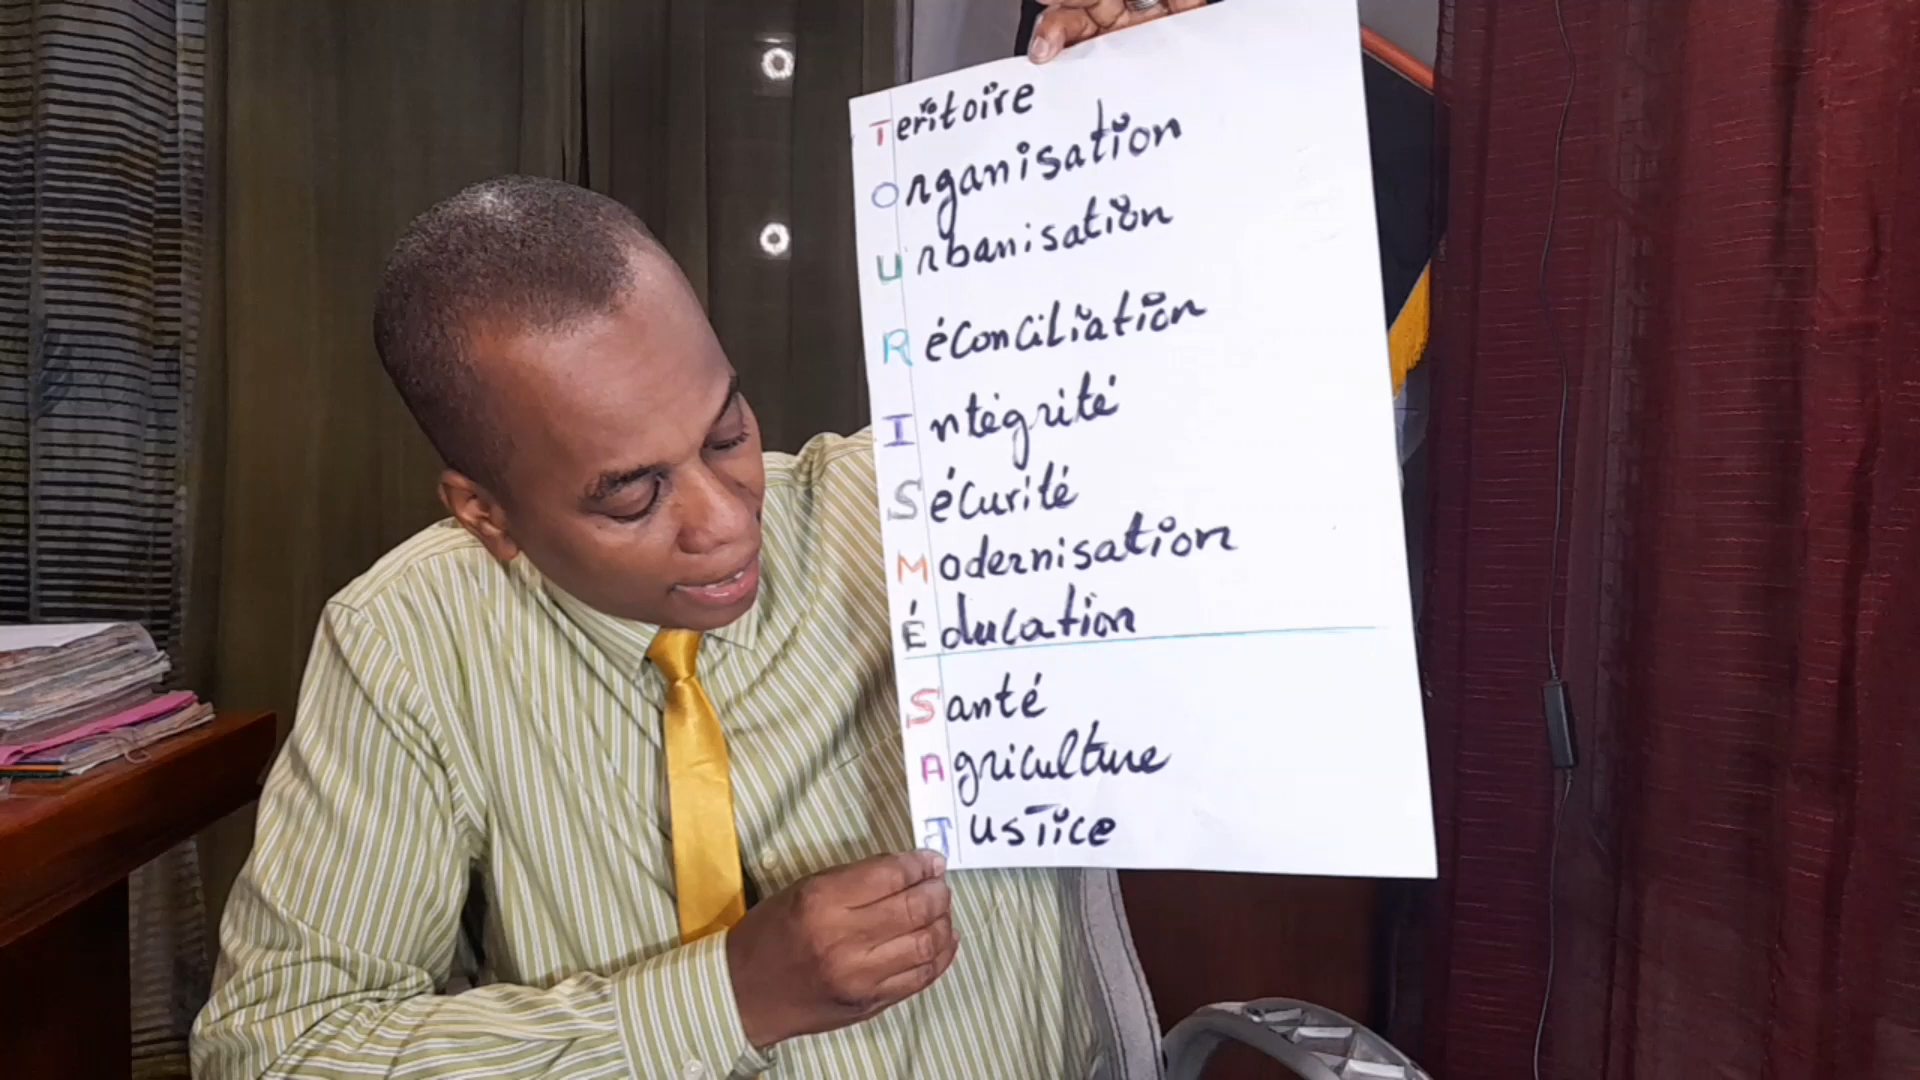 Teritoire
Organisation
Urbanisation
Réconciliation
Intégrité
Sécurité
Modernisation
Éducation
Santé
Agriculture
Justice